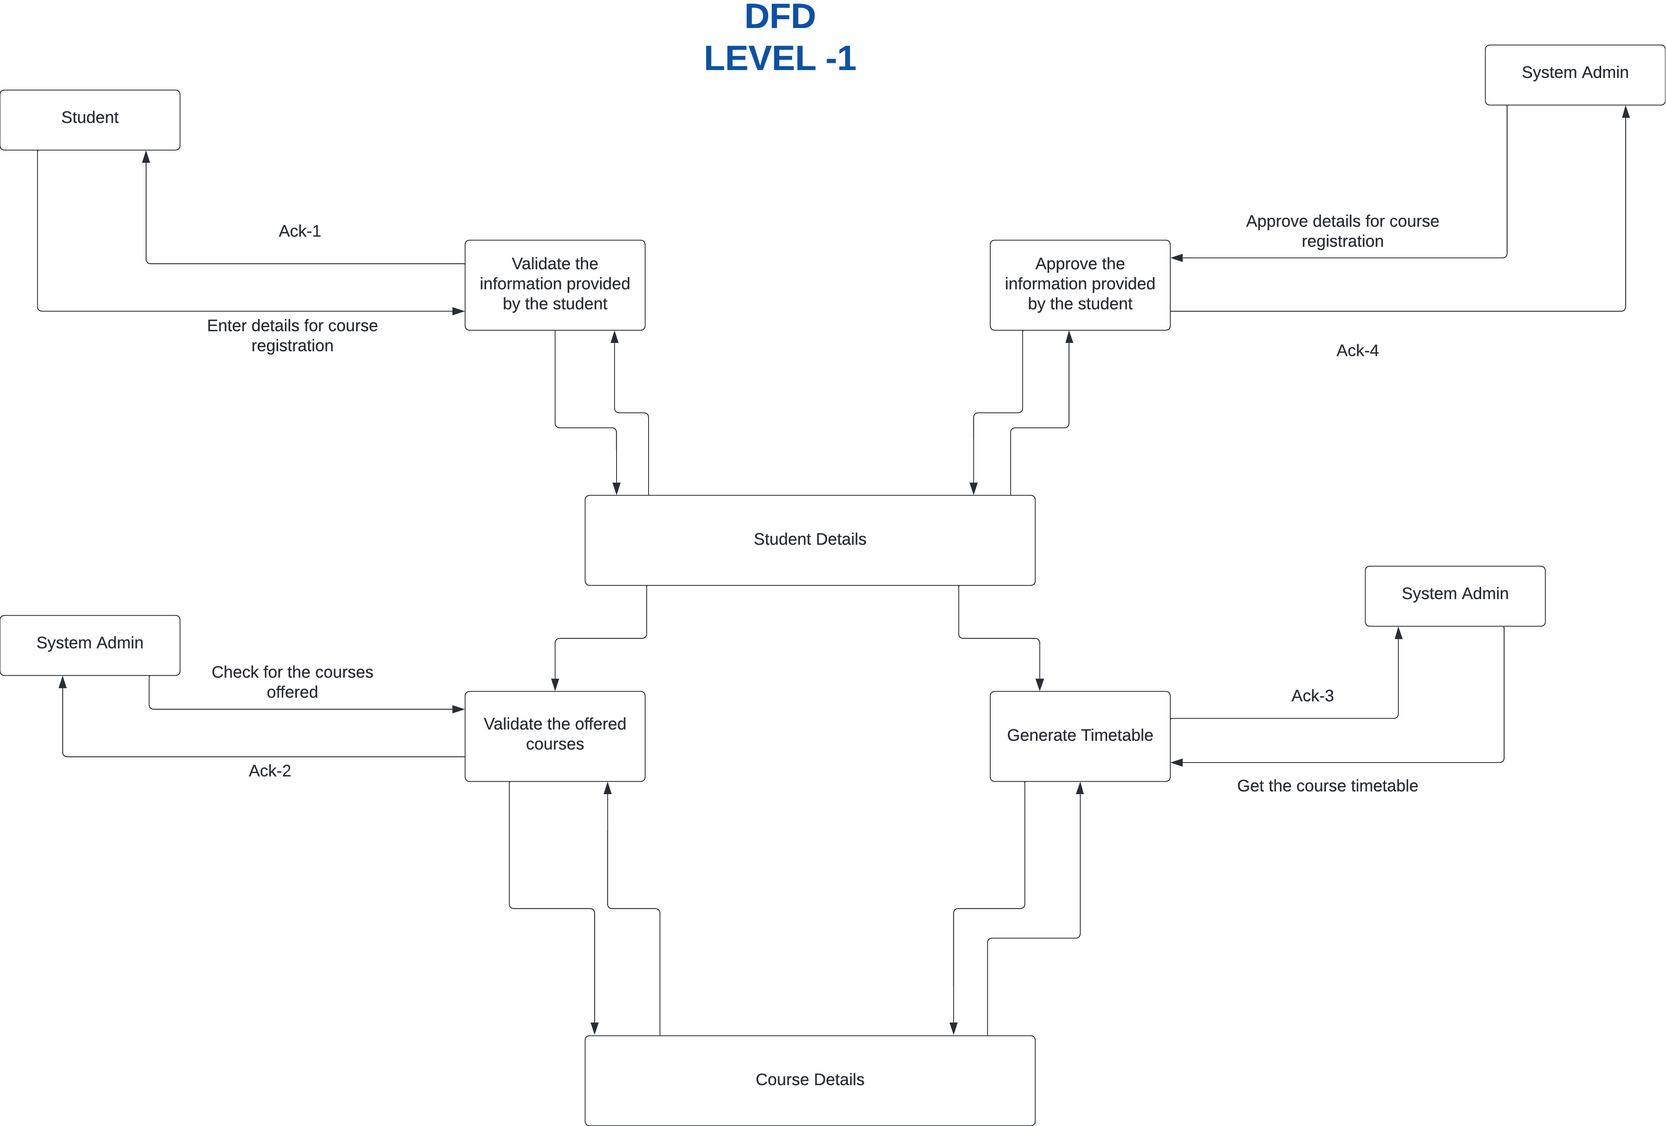 DFD
LEVEL -1
System Admin
Student
Ack-1
Approve details for course
registration
Validate the
information provided
by the student
Approve the
information provided
by the student
Enter details for course
registration
Ack-4
Student Details
System Admin
System Admin
Check for the courses
offered
Ack-3
Validate the offered
courses
Generate Timetable
Ack-2
Get the course timetable
Course Details